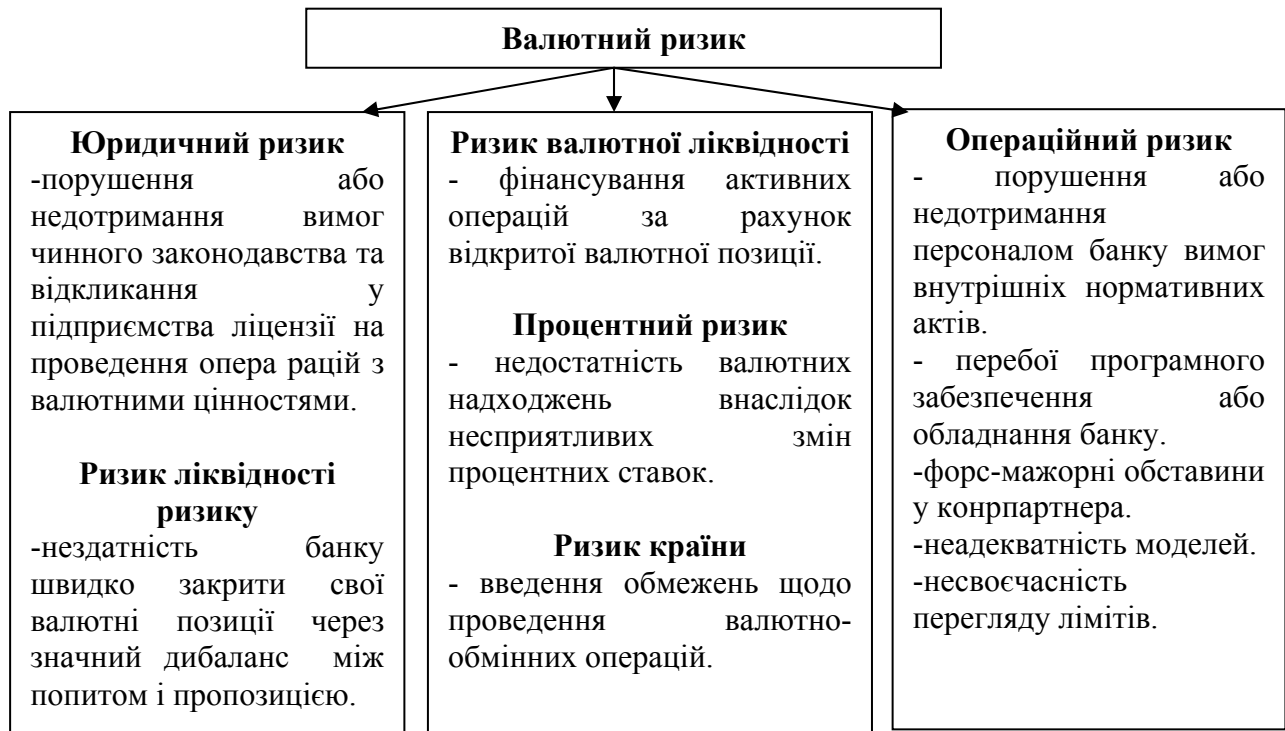 Валютний ризик
Юридичний ризик
-порушення або
недотримання вимог
чинного законодавства та
відкликання у
підприємства ліцензії на
проведення опера рацій з
валютними цінностями.
Ризик ліквідності
ризику
-нездатність банку
швидко закрити свої
валютні позиції через
значний дибаланс між
попитом і пропозицією.
Ризик валютної ліквідності
- фінансування активних
операцій за рахунок
відкритої валютної позиції.
Процентний ризик
- недостатність валютних
надходжень внаслідок
несприятливих змін
процентних ставок.
Ризик країни
- введення обмежень щодо
проведення валютно-
обмінних операцій.
Операційний ризик
- порушення або
недотримання
персоналом банку вимог
внутрішніх нормативних
актів.
- перебої програмного
забезпечення або
обладнання банку.
-форс-мажорні обставини
у конрпартнера.
-неадекватність моделей.
-несвоєчасність
перегляду лімітів.